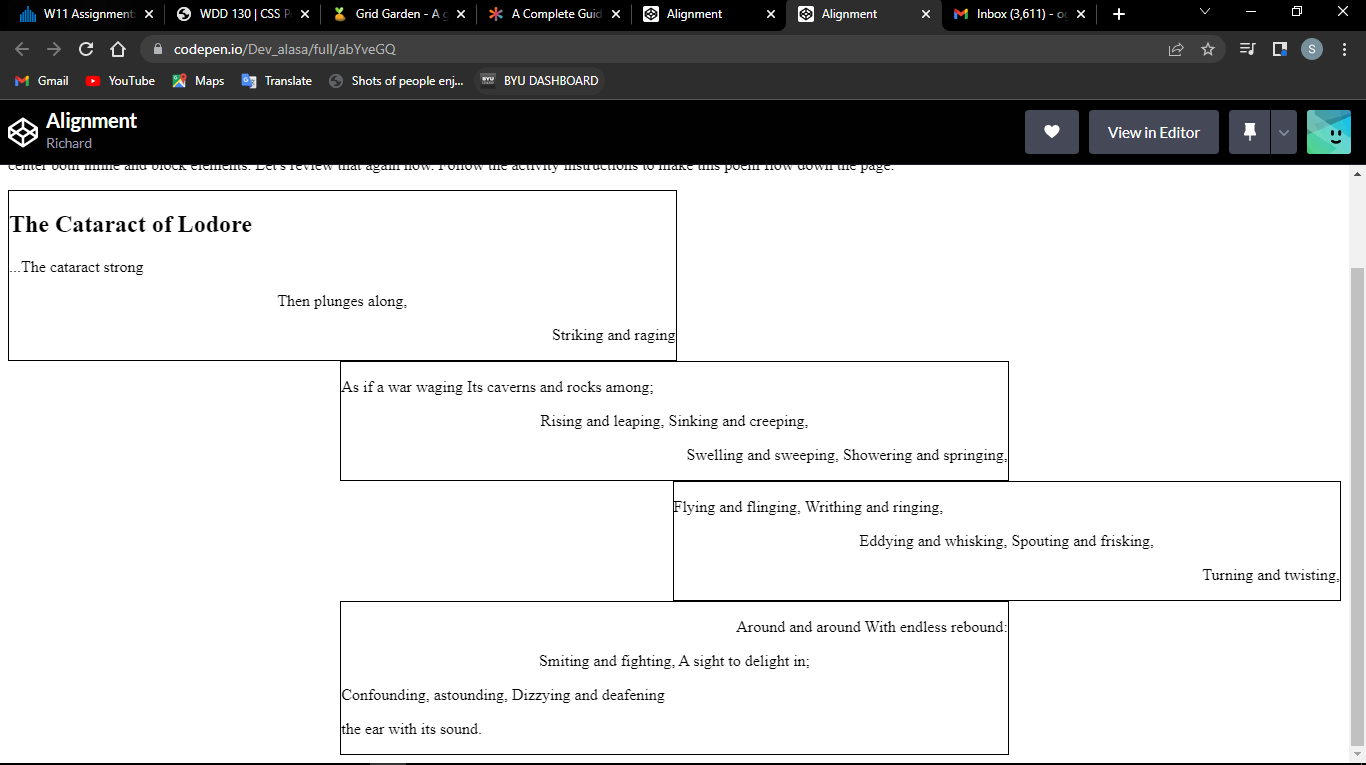 W11 Assignment
WDD 130 | CSS P
Grid Garden - A g
A Complete Guid
Alignment
Alignment
Inbox (3,611) - og
codepen.io/Dev_alasa/full/abYveGQ
S
Gmail
YouTube
Maps
Translate
Shots of people enj...
BYU
BYU DASHBOARD
Alignment
Richard
View in Editor
center both inline and block elements. Let's review that again now. Follow the activity instructions to make this poem flow down the page.
The Cataract of Lodore
...The cataract strong
Then plunges along,
Striking and raging
As if a war waging Its caverns and rocks among;
Rising and leaping, Sinking and creeping,
Swelling and sweeping, Showering and springing,
Flying and flinging, Writhing and ringing,
Eddying and whisking, Spouting and frisking,
Turning and twisting,
Around and around With endless rebound:
Smiting and fighting, A sight to delight in;
Confounding, astounding, Dizzying and deafening
the ear with its sound.